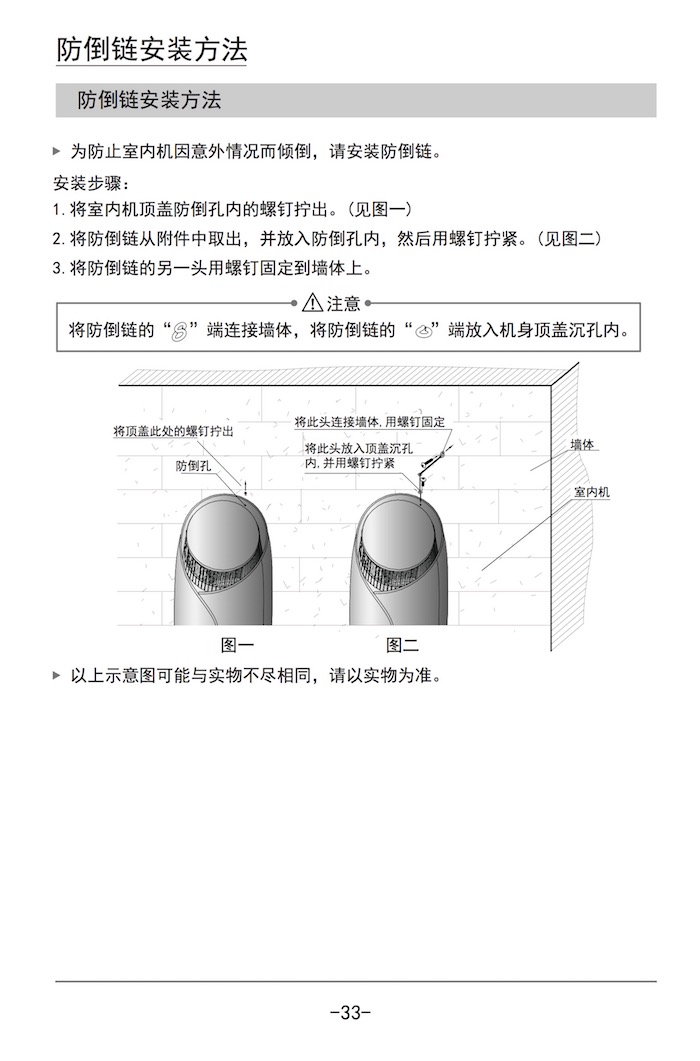 防倒链安装方法
防倒链安装方法
为防止室内机因意外情况而倾倒，请安装防倒链。
安装步骤：
1.将室内机顶盖防倒孔内的螺钉拧出。(见图一)
2.将防倒链从附件中取出，并放入防倒孔内，然后用螺钉拧紧。(见图二)
3.将防倒链的另一头用螺钉固定到墙体上。
注意
将防倒链的“ ”端连接墙体，将防倒链的“ ”端放入机身顶盖沉孔内。
将此头连接墙体,用螺钉固定
将顶盖此处的螺钉拧出
将此头放入顶盖沉孔
内,并用螺钉拧紧
防倒孔
墙体
室内机
图一
图二
以上示意图可能与实物不尽相同，请以实物为准。
-33-